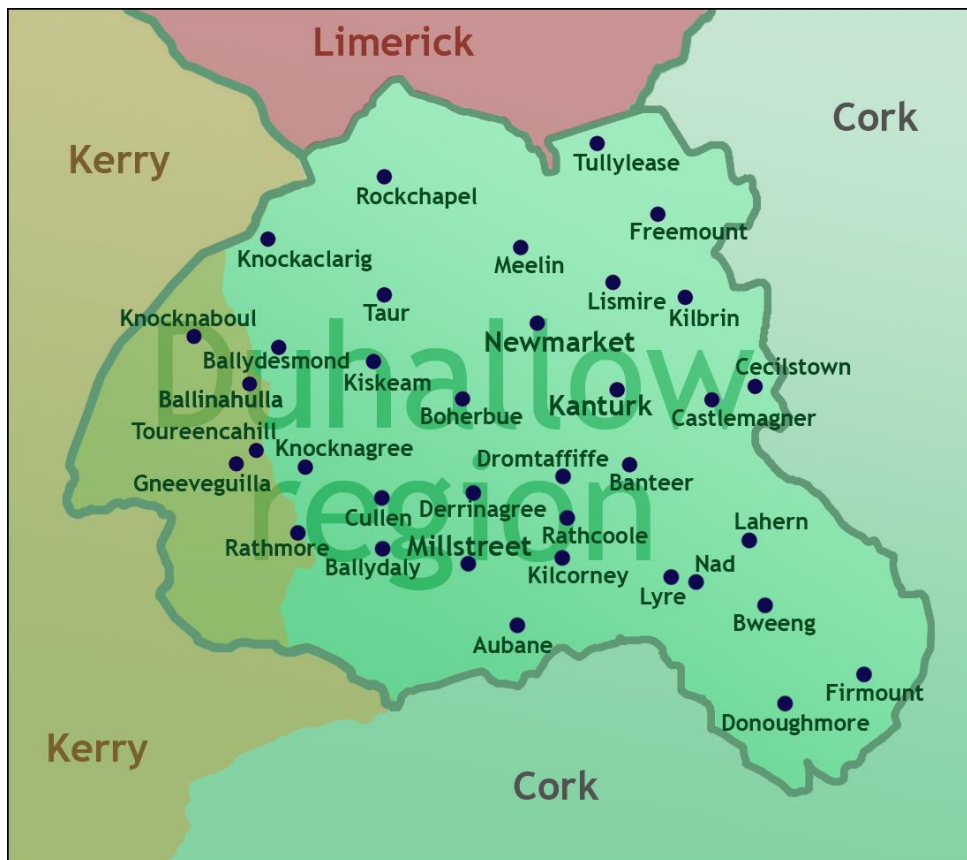 Limerick
Cork
Kerry
Tullylease
Rockchapel
Freemount
Knockaclarig
Meelin
Lismire
Taur
Kilbrin
Knocknaboul
Newmarket
Ballydesmond
Duhallow
Cecilstown
Kiskeam
Ballinahulla
Boherbue
Kanturk
Castlemagner
Toureencahill
Knocknagree
Dromtaffiffe
Gneeveguilla
Banteer
region
Derrinagree
Cullen
Lahern
Rathcoole
Rathmore
Millstreet
Ballydaly
Kilcorney
Nad
Lyre
Bweeng
Aubane
Firmount
Donoughmore
Kerry
Cork